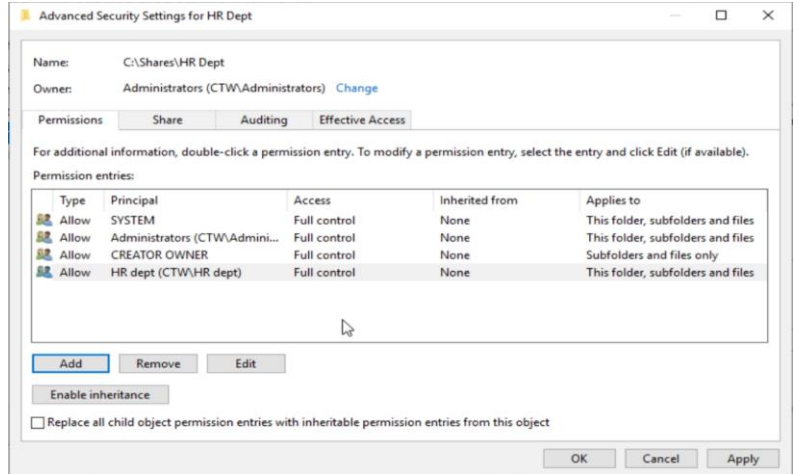 Advanced Security Settings for HR Dept
Name: C:\Shares\HR Dept
Owner: Administrators (CTW\Administrators) Change
Permissions Share Auditing Effective Access
For additional information, double-click a permission entry. To modify a permission entry, select the entry and click Edit (if available).
Permission entries:
Type Principal Access Inherited from Applies to
Allow SYSTEM Full control None This folder, subfolders and files
Allow Administrators (CTW\Admini... Full control None This folder, subfolders and files
Allow CREATOR OWNER Full control None Subfolders and files only
Allow HR dept (CTW\HR dept) Full control None This folder, subfolders and files
Add Remove Edit
Enable inheritance
Replace all child object permission entries with inheritable permission entries from this object
OK Cancel Apply